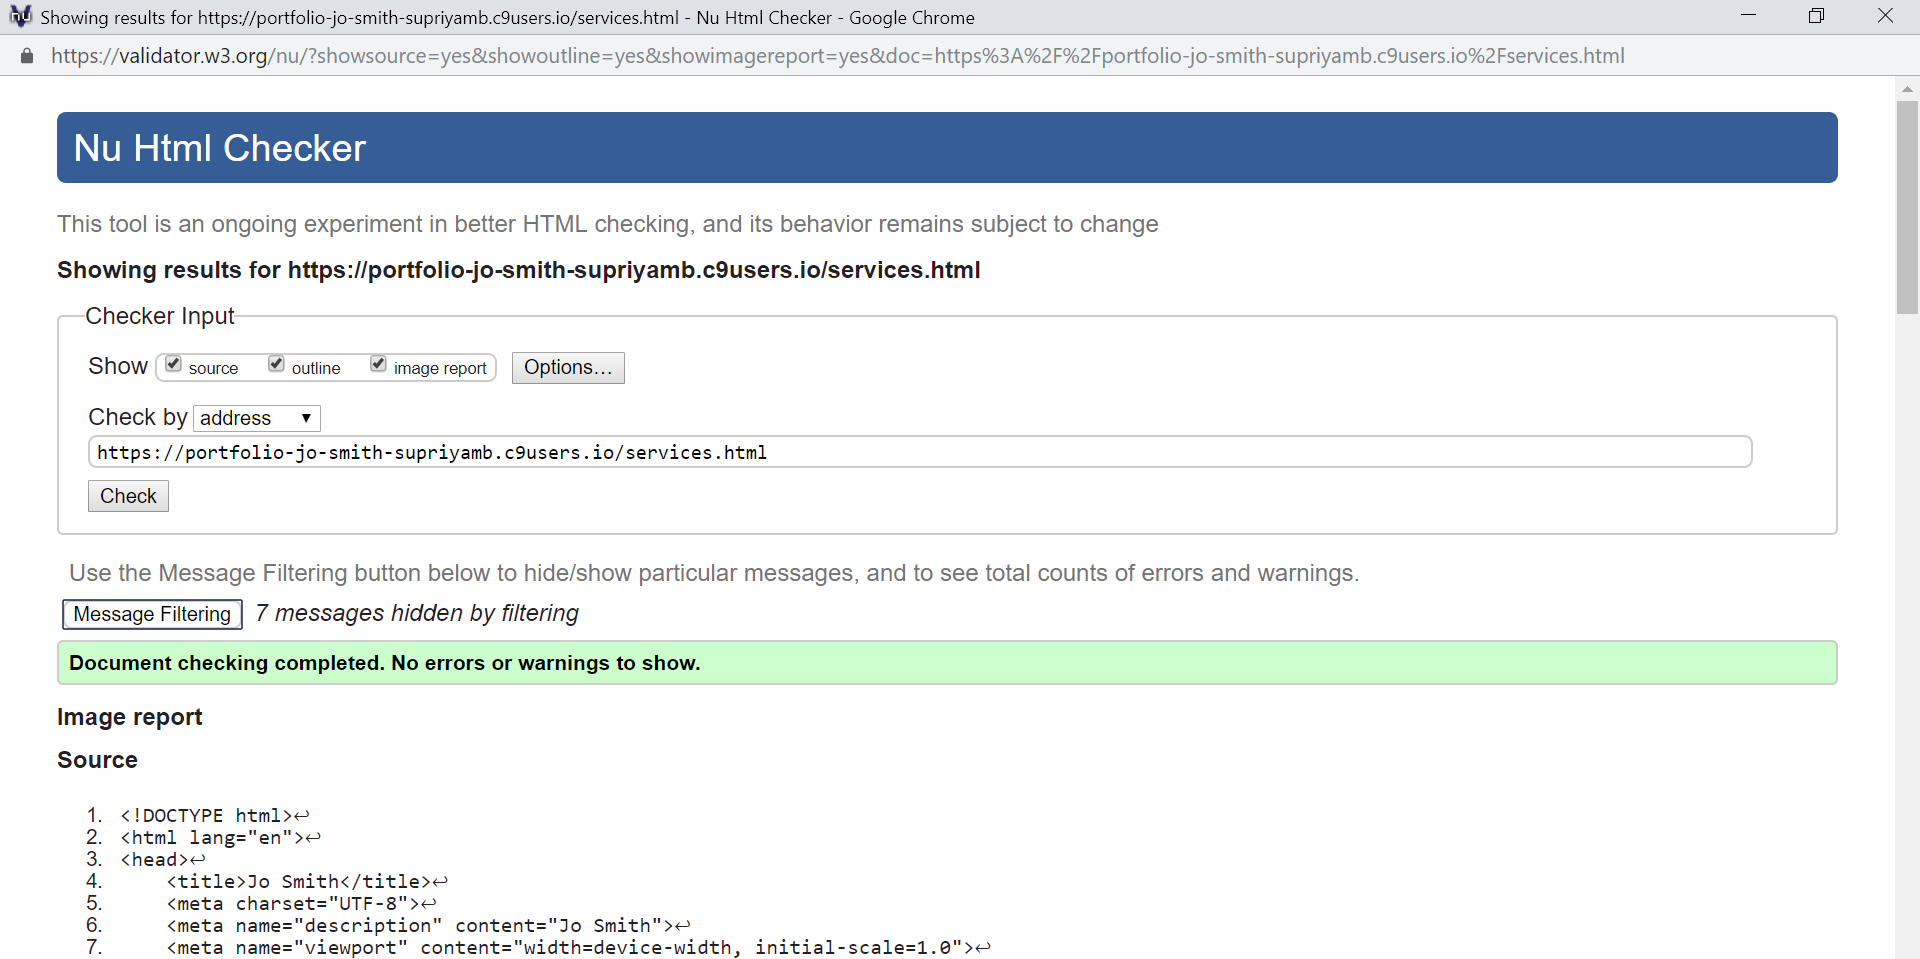 Showing results for https://portfolio-jo-smith-supriyamb.c9users.io/services.html - Nu Html Checker - Google Chrome
https://validator.w3.org/nu/?showsource=yes&showoutline=yes&showimagereport=yes&doc=https%3A%2F%2Fportfolio-jo-smith-supriyamb.c9users.io%2Fservices.html
Nu Html Checker
This tool is an ongoing experiment in better HTML checking, and its behavior remains subject to change
Showing results for https://portfolio-jo-smith-supriyamb.c9users.io/services.html
Checker Input
Show source outline image report Options...
Check by address
https://portfolio-jo-smith-supriyamb.c9users.io/services.html
Check
Use the Message Filtering button below to hide/show particular messages, and to see total counts of errors and warnings.
Message Filtering 7 messages hidden by filtering
Document checking completed. No errors or warnings to show.
Image report
Source
1. <!DOCTYPE html>↩
2. <html lang="en">↩
3. <head>↩
4. <title>Jo Smith</title>↩
5. <meta charset="UTF-8">↩
6. <meta name="description" content="Jo Smith">↩
7. <meta name="viewport" content="width=device-width, initial-scale=1.0">↩